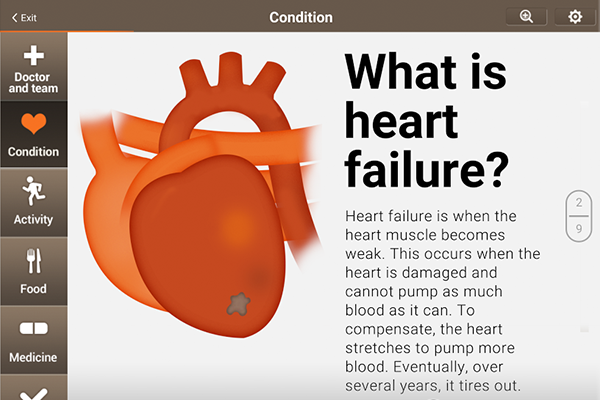 Exit
Condition
Doctor
and team
Condition
Activity
Food
Medicine
What is
heart
failure?
Heart failure is when the
heart muscle becomes
weak. This occurs when the
heart is damaged and
cannot pump as much
blood as it can. To
compensate, the heart
stretches to pump more
blood. Eventually, over
several years, it tires out.
2
9